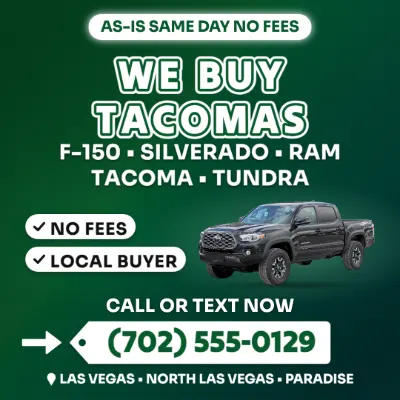 AS-IS SAME DAY NO FEES
WE BUY
TACOMAS
F-150 • SILVERADO • RAM
TACOMA • TUNDRA
NO FEES
LOCAL BUYER
CALL OR TEXT NOW
(702) 555-0129
LAS VEGAS • NORTH LAS VEGAS • PARADISE